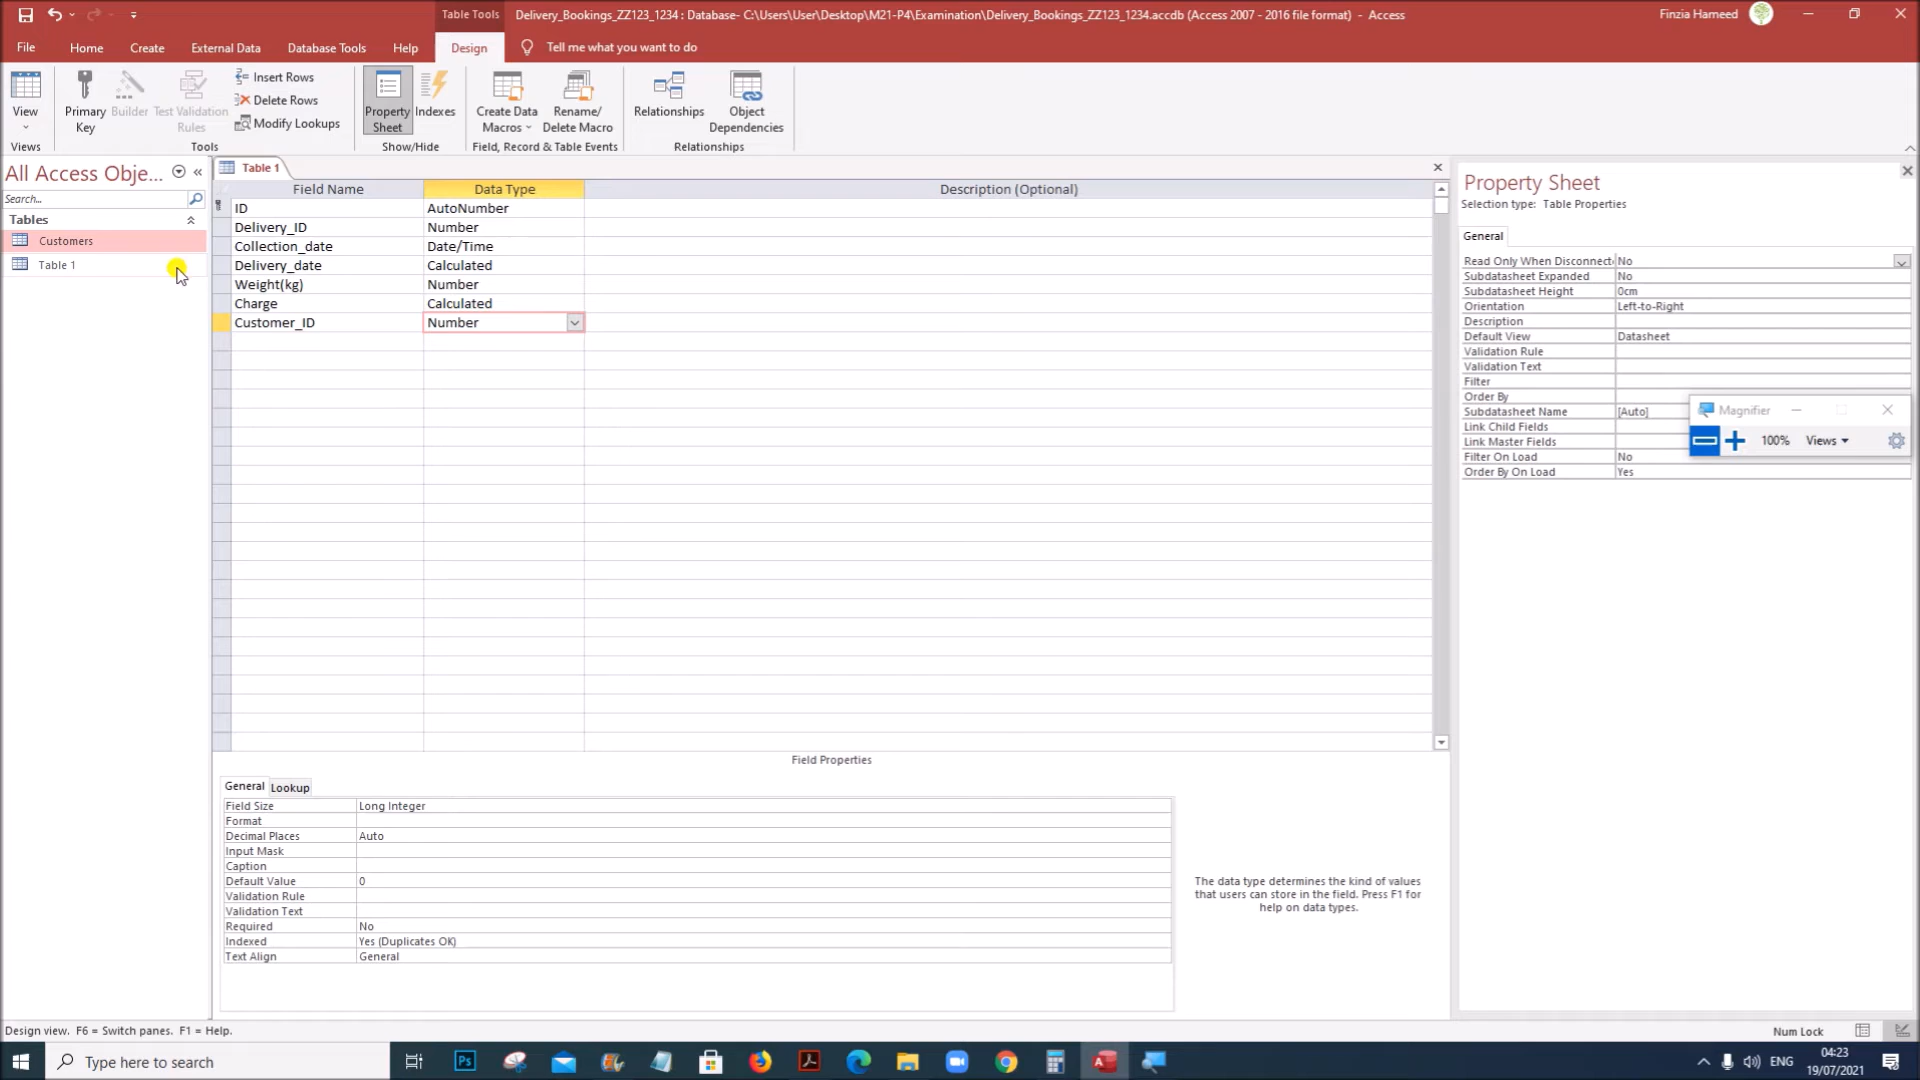 Table Tools
Delivery_Bookings_ZZ123_1234 : Database- C:\Users\User\Desktop\M21-P4\Examination\Delivery_Bookings_ZZ123_1234.accdb (Access 2007 - 2016 file format) - Access
Finzia Hameed
File Home Create External Data Database Tools Help Design Tell me what you want to do
View
Primary Key
Builder
Test Validation Rules
Insert Rows
Delete Rows
Modify Lookups
Property Sheet
Indexes
Create Data Macros
Rename/ Delete Macro
Relationships
Object Dependencies
Views Tools Show/Hide Field, Record & Table Events Relationships
All Access Obje...
Search...
Tables
Customers
Table 1
Table 1
Field Name Data Type Description (Optional)
ID AutoNumber
Delivery_ID Number
Collection_date Date/Time
Delivery_date Calculated
Weight(kg) Number
Charge Calculated
Customer_ID Number
Field Properties
General Lookup
Field Size Long Integer
Format
Decimal Places Auto
Input Mask
Caption
Default Value 0
Validation Rule
Validation Text
Required No
Indexed Yes (Duplicates OK)
Text Align General
The data type determines the kind of values
that users can store in the field. Press F1 for
help on data types.
Property Sheet
Selection type: Table Properties
General
Read Only When Disconnect No
Subdatasheet Expanded No
Subdatasheet Height 0cm
Orientation Left-to-Right
Description
Default View Datasheet
Validation Rule
Validation Text
Filter
Order By
Subdatasheet Name [Auto]
Link Child Fields
Link Master Fields
Filter On Load No
Order By On Load Yes
Magnifier
100% Views
Design view. F6 = Switch panes. F1 = Help.
Num Lock
Type here to search
Ps
ENG
04:23
19/07/2021